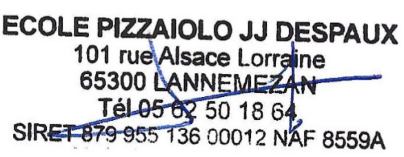 ECOLE PIZZAIOLO JJ DESPAUX
101 rue Alsace Lorraine
65300 LANNEMEZAN
Tél 05 62 50 18 64
SIRET 879 955 136 00012 NAF 8559A